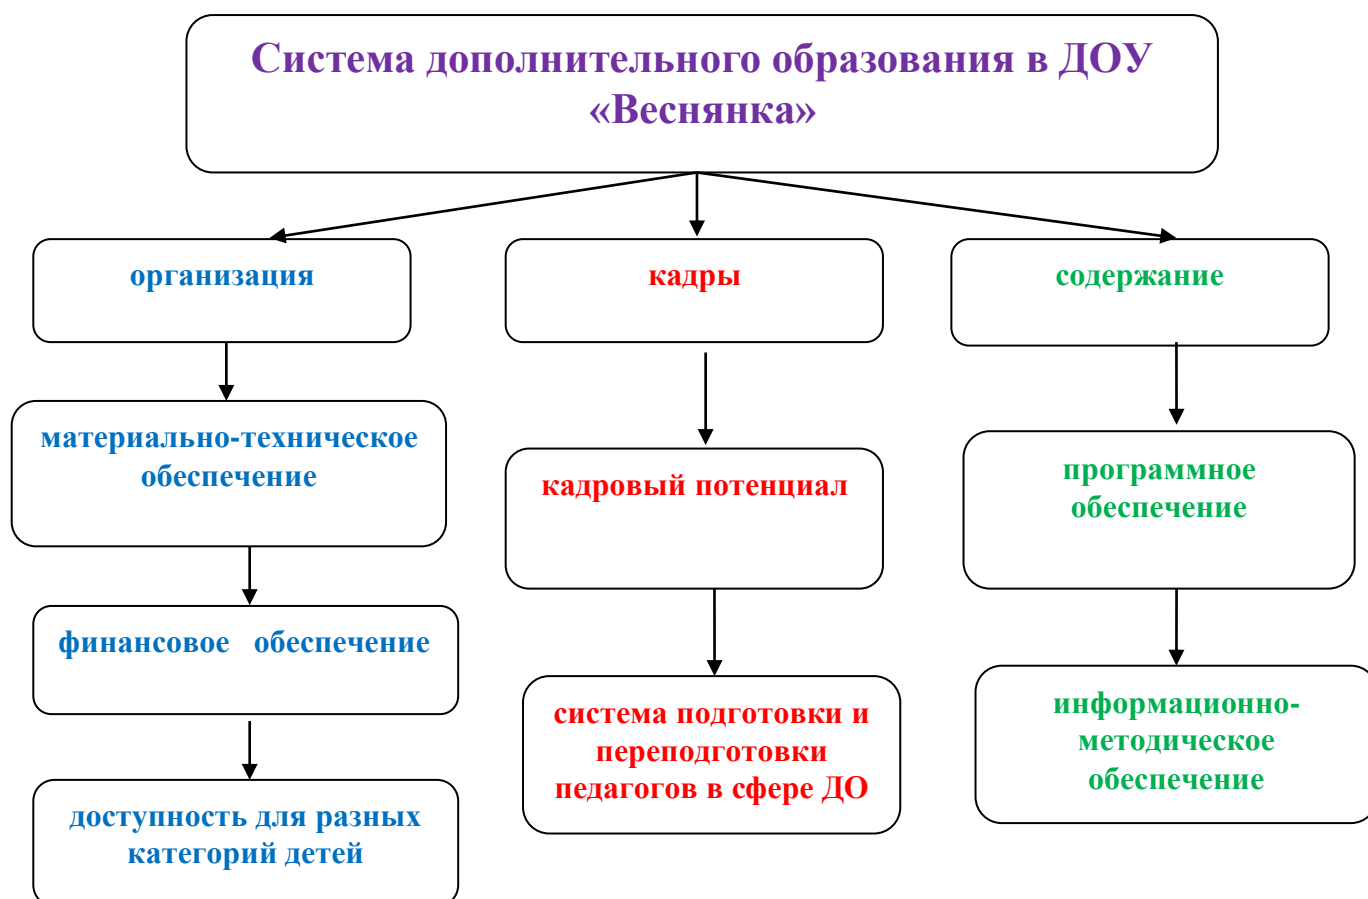 Система дополнительного образования в ДОУ
«Веснянка»
организация
кадры
содержание
материально-техническое
обеспечение
кадровый потенциал
программное
обеспечение
финансовое обеспечение
система подготовки и
переподготовки
педагогов в сфере ДО
информационно-
методическое
обеспечение
доступность для разных
категорий детей